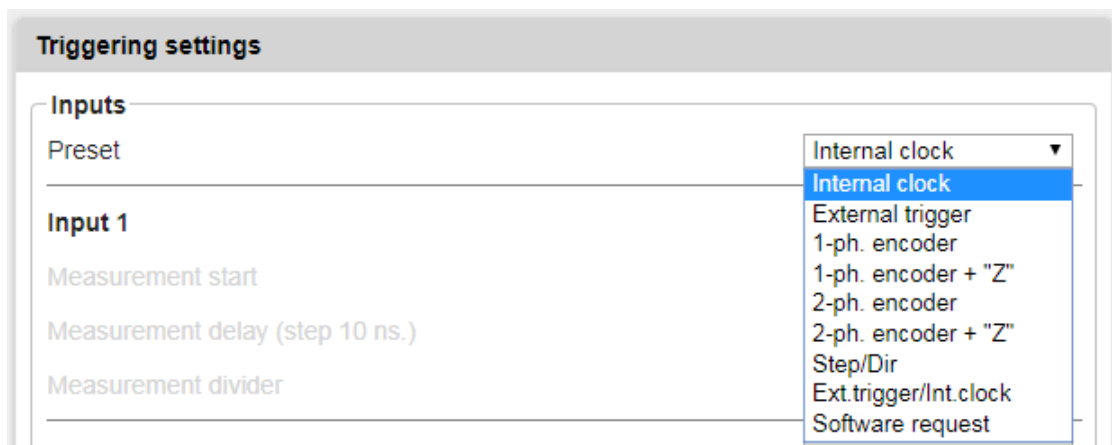 Triggering settings
Inputs
Preset
Internal clock
Internal clock
External trigger
1-ph. encoder
1-ph. encoder + "Z"
2-ph. encoder
2-ph. encoder + "Z"
Step/Dir
Ext.trigger/Int.clock
Software request
Input 1
Measurement start
Measurement delay (step 10 ns.)
Measurement divider